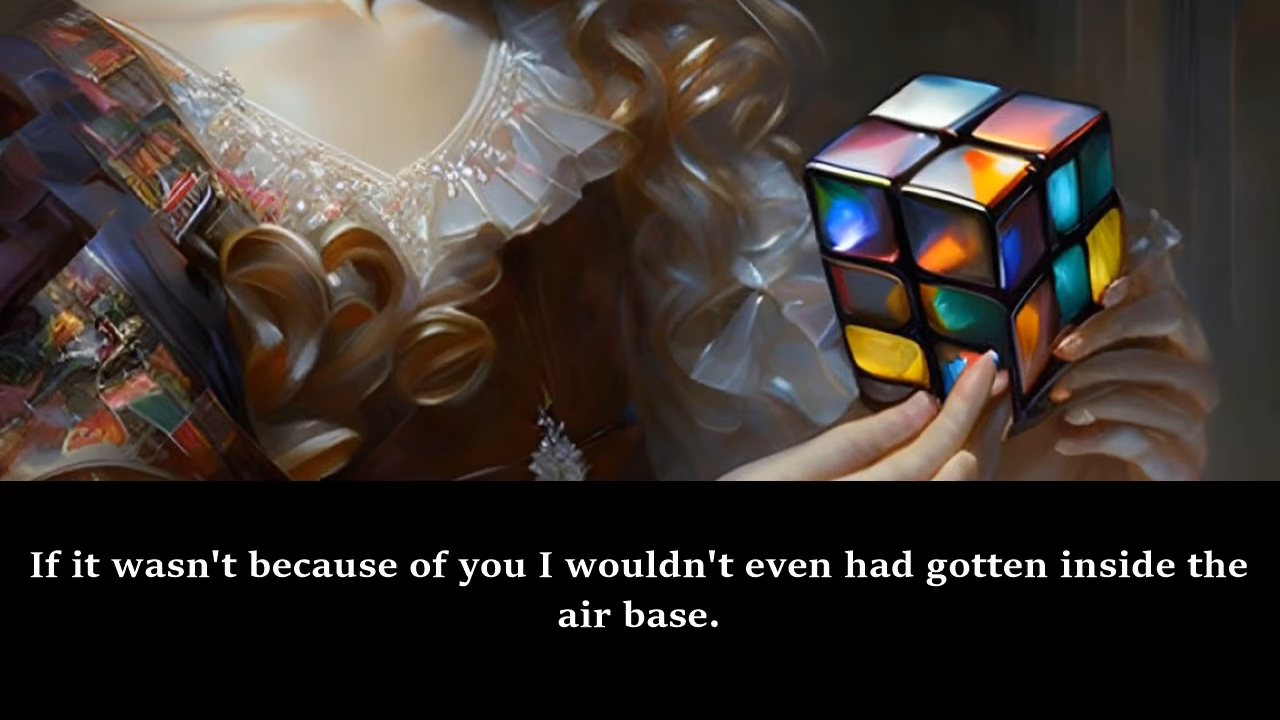 If it wasn't because of you I wouldn't even had gotten inside the
air base.